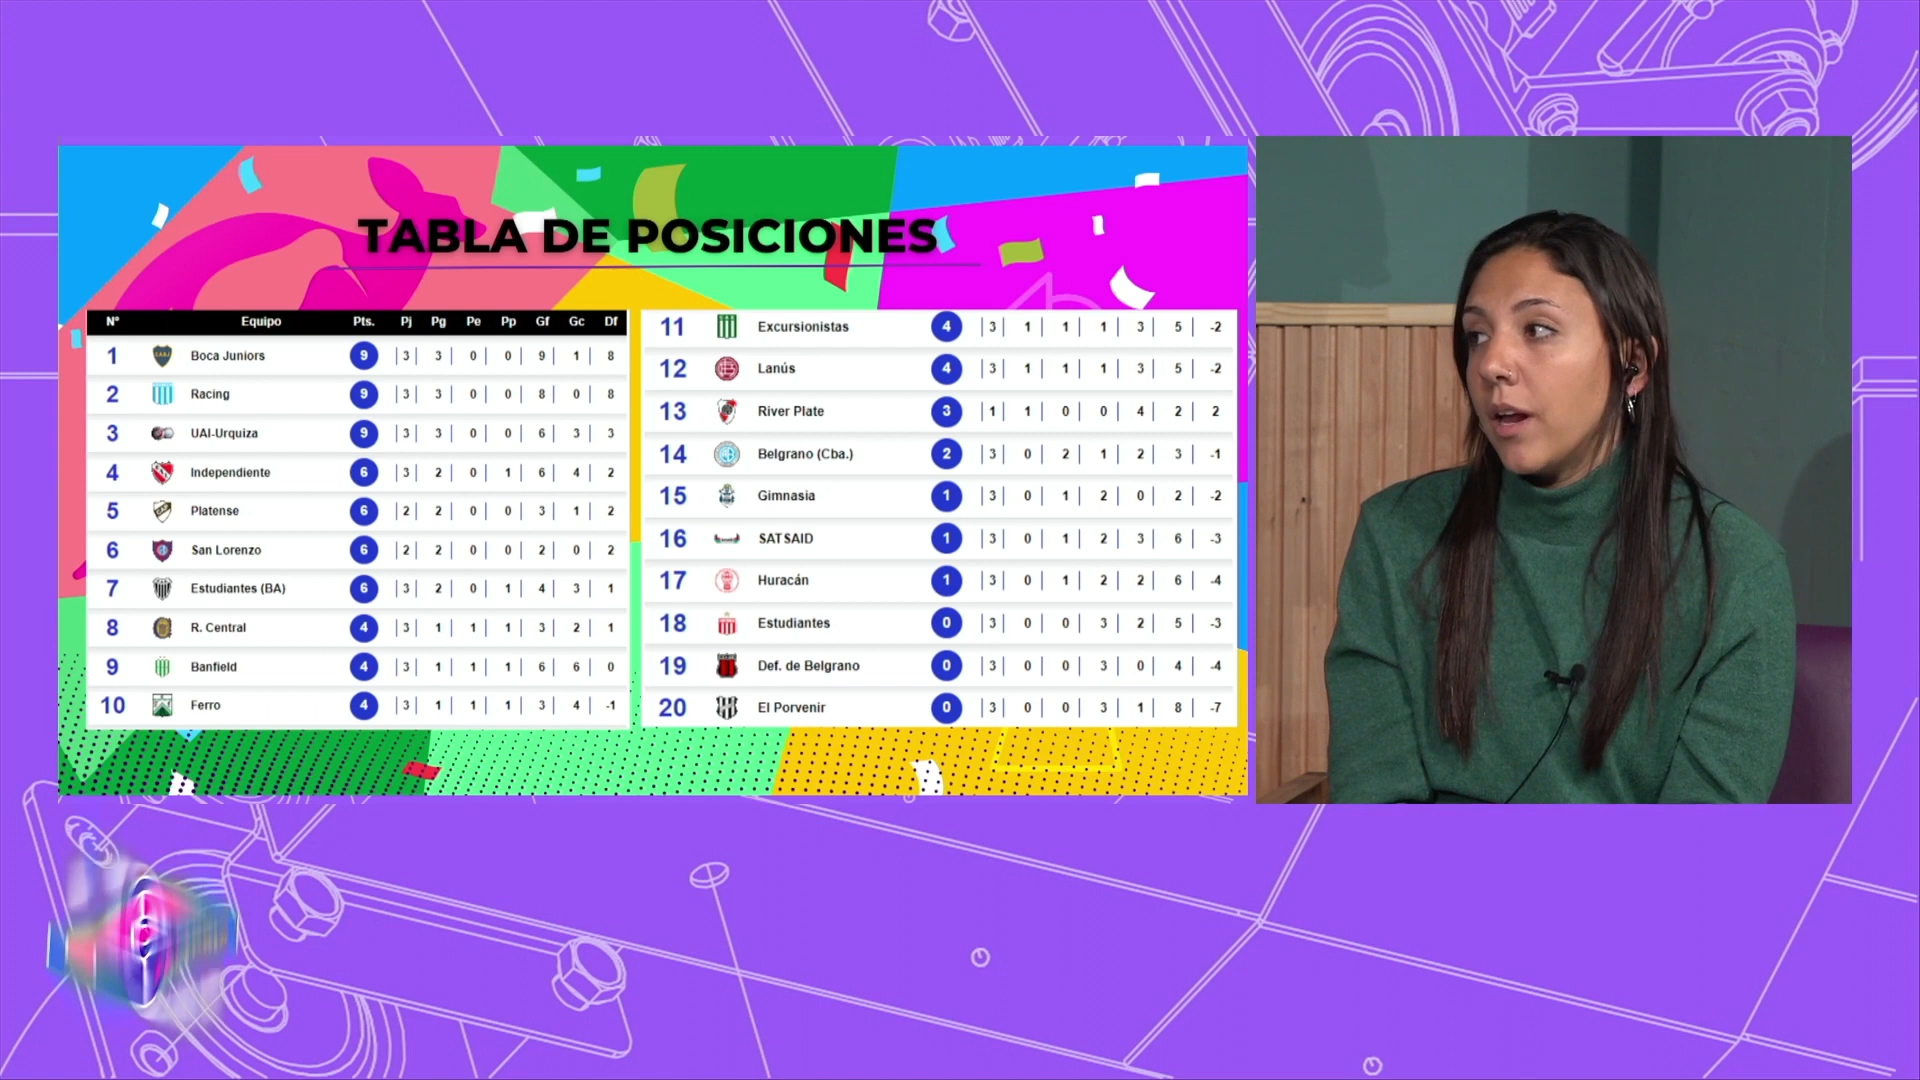 TABLA DE POSICIONES
N° Equipo Pts. Pj Pg Pe Pp Gf Gc Df
1 Boca Juniors 9 3 3 0 0 9 1 8
2 Racing 9 3 3 0 0 8 0 8
3 UAI-Urquiza 9 3 3 0 0 6 3 3
4 Independiente 6 3 2 0 1 6 4 2
5 Platense 6 2 2 0 0 3 1 2
6 San Lorenzo 6 2 2 0 0 2 0 2
7 Estudiantes (BA) 6 3 2 0 1 4 3 1
8 R. Central 4 3 1 1 1 3 2 1
9 Banfield 4 3 1 1 1 6 6 0
10 Ferro 4 3 1 1 1 3 4 -1
11 Excursionistas 4 3 1 1 1 3 5 -2
12 Lanús 4 3 1 1 1 3 5 -2
13 River Plate 3 1 1 0 0 4 2 2
14 Belgrano (Cba.) 2 3 0 2 1 2 3 -1
15 Gimnasia 1 3 0 1 2 0 2 -2
16 SATSAID 1 3 0 1 2 3 6 -3
17 Huracán 1 3 0 1 2 2 6 -4
18 Estudiantes 0 3 0 0 3 2 5 -3
19 Def. de Belgrano 0 3 0 0 3 0 4 -4
20 El Porvenir 0 3 0 0 3 1 8 -7